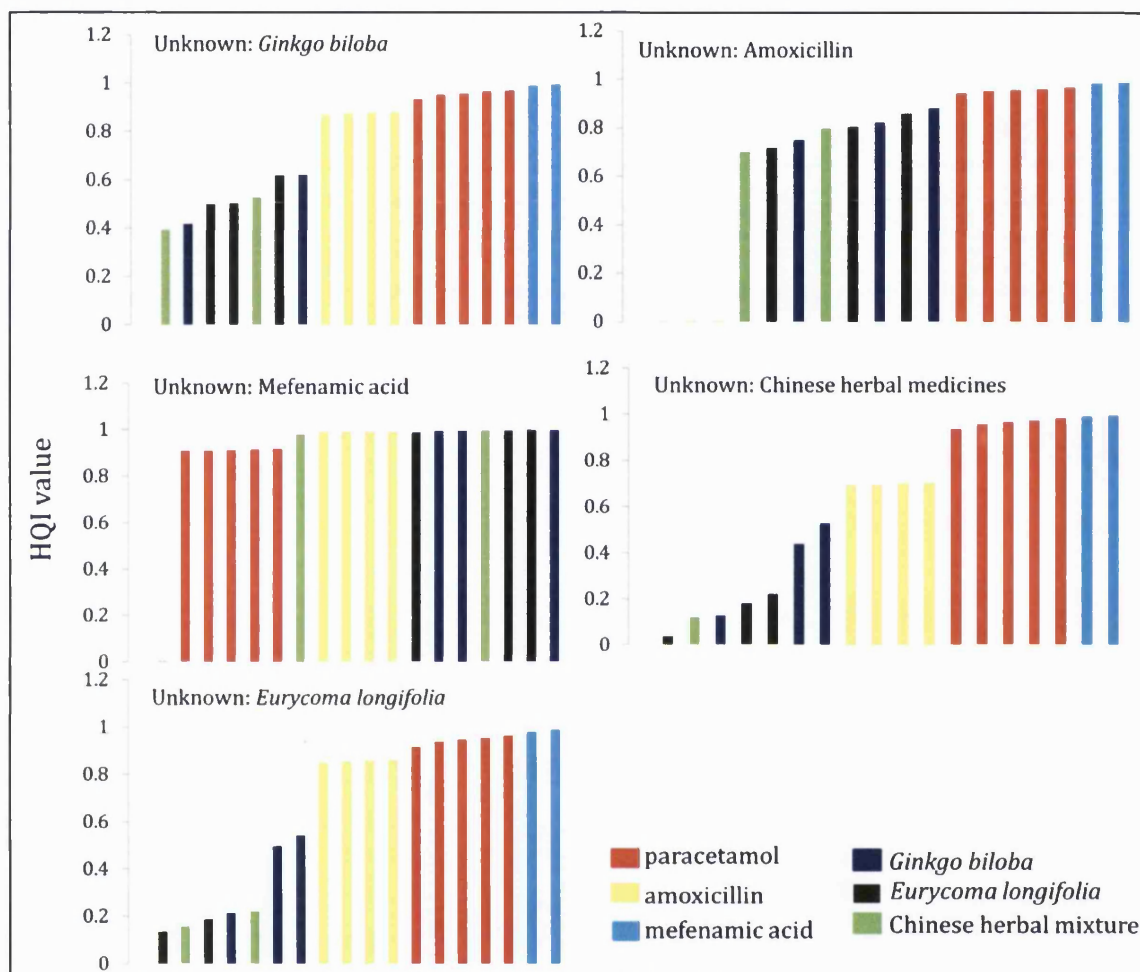 Unknown: Ginkgo biloba
1.2
1
0.8
0.6
0.4
0.2
0
Unknown: Amoxicillin
1.2
1
0.8
0.6
0.4
0.2
0
Unknown: Mefenamic acid
1.2
1
0.8
0.6
0.4
0.2
0
Unknown: Chinese herbal medicines
1.2
1
0.8
0.6
0.4
0.2
0
HQI value
Unknown: Eurycoma longifolia
1.2
1
0.8
0.6
0.4
0.2
0
paracetamol
amoxicillin
mefenamic acid
Ginkgo biloba
Eurycoma longifolia
Chinese herbal mixture